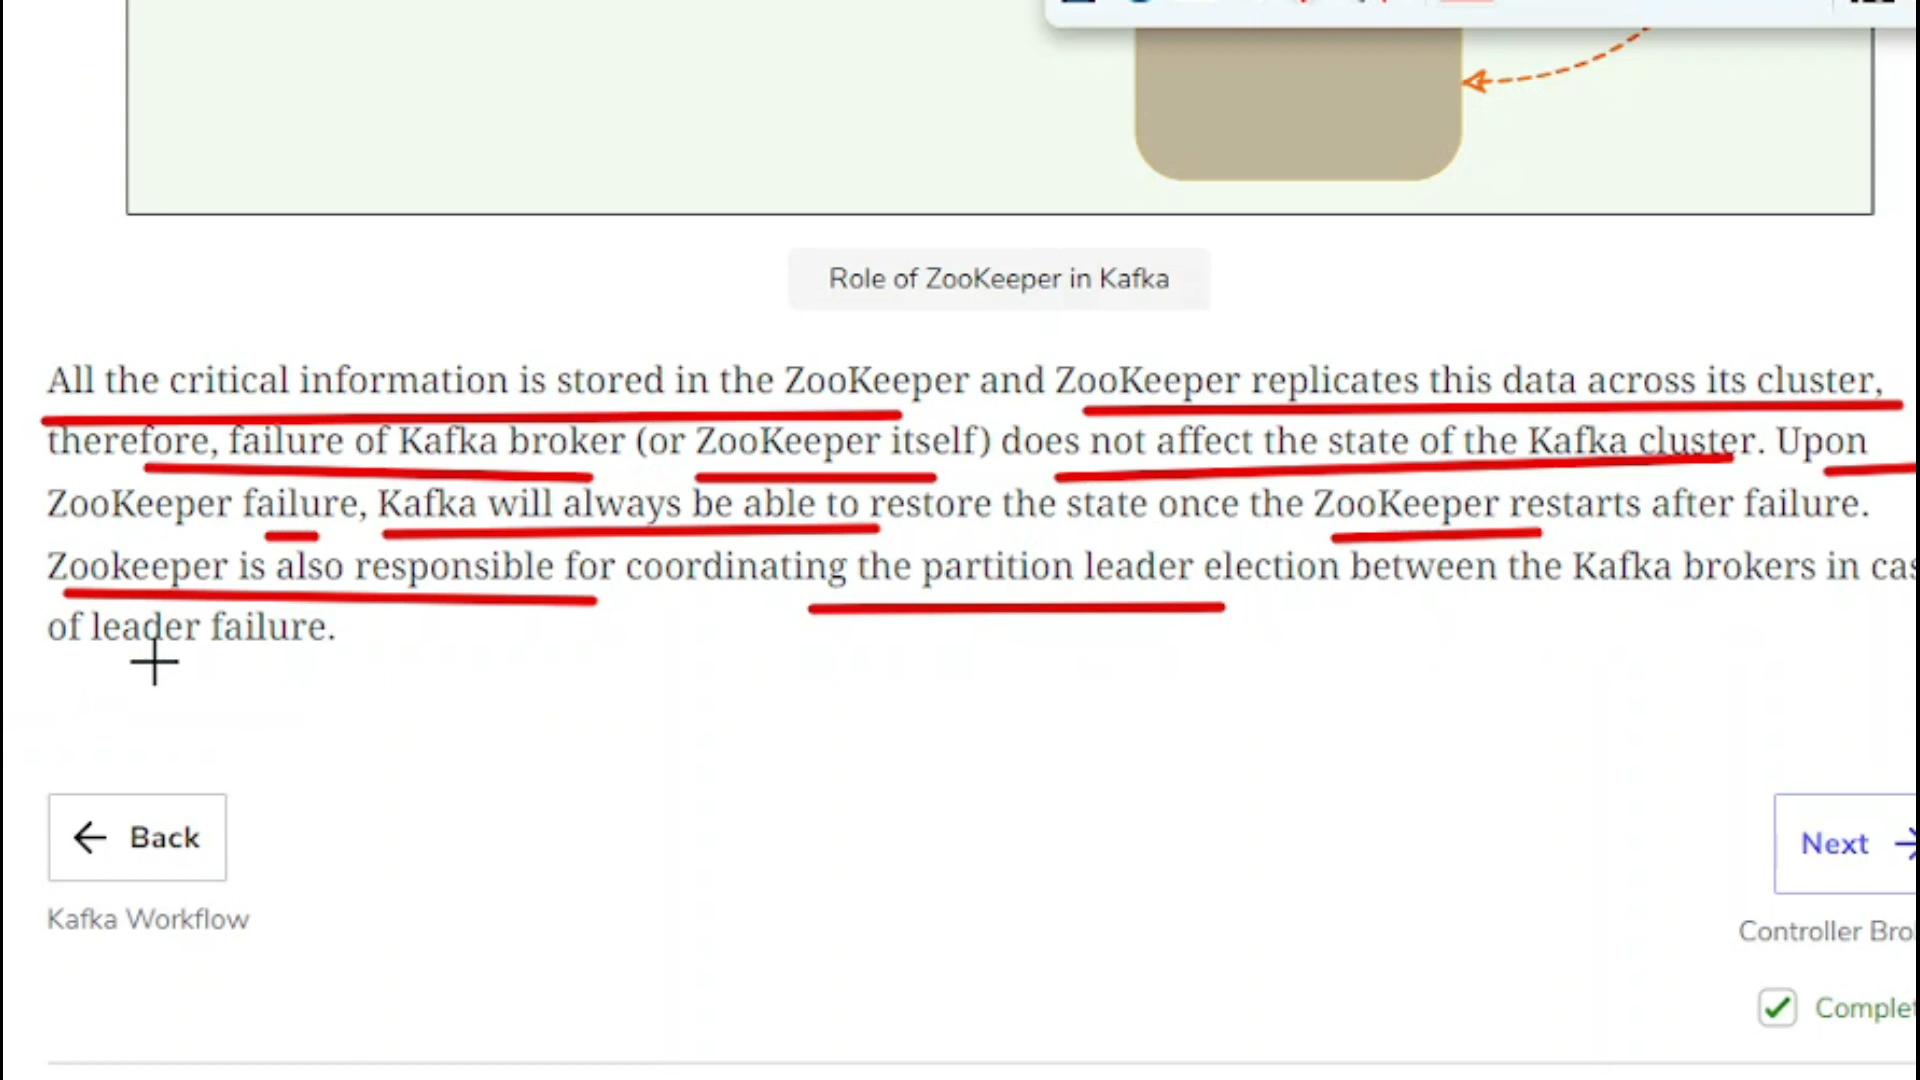 Role of ZooKeeper in Kafka
All the critical information is stored in the ZooKeeper and ZooKeeper replicates this data across its cluster,
therefore, failure of Kafka broker (or ZooKeeper itself) does not affect the state of the Kafka cluster. Upon
ZooKeeper failure, Kafka will always be able to restore the state once the ZooKeeper restarts after failure.
Zookeeper is also responsible for coordinating the partition leader election between the Kafka brokers in cas
of leader failure.
Back
Next
Kafka Workflow
Controller Bro
Complet